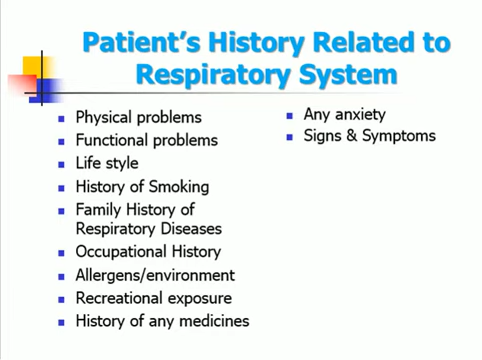 Patient's History Related to
Respiratory System
Physical problems
Functional problems
Life style
History of Smoking
Family History of
Respiratory Diseases
Occupational History
Allergens/environment
Recreational exposure
History of any medicines
Any anxiety
Signs & Symptoms